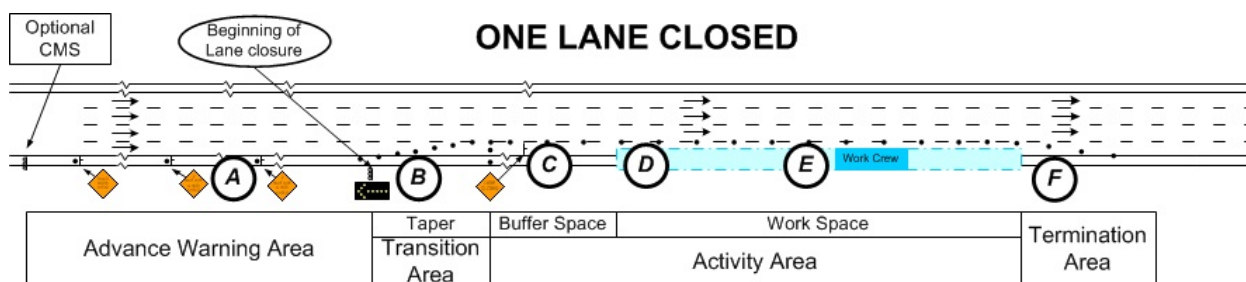 Optional
CMS
Beginning of
Lane closure
ONE LANE CLOSED
A
B
C
D
E
Work Crew
F
Taper
Buffer Space
Work Space
Advance Warning Area
Transition
Area
Activity Area
Termination
Area